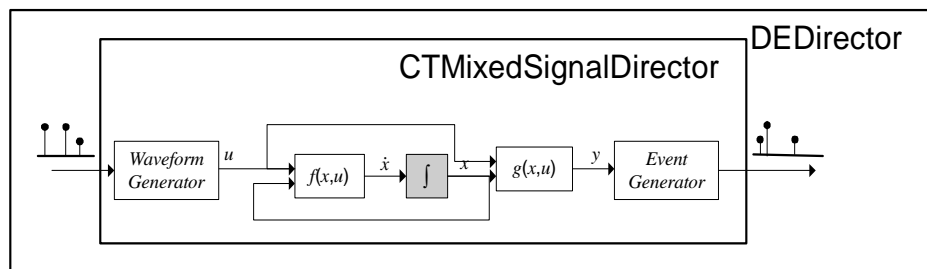 DEDirector
CTMixedSignalDirector
Waveform
Generator
u
f(x,u)
ẋ
∫
x
g(x,u)
y
Event
Generator